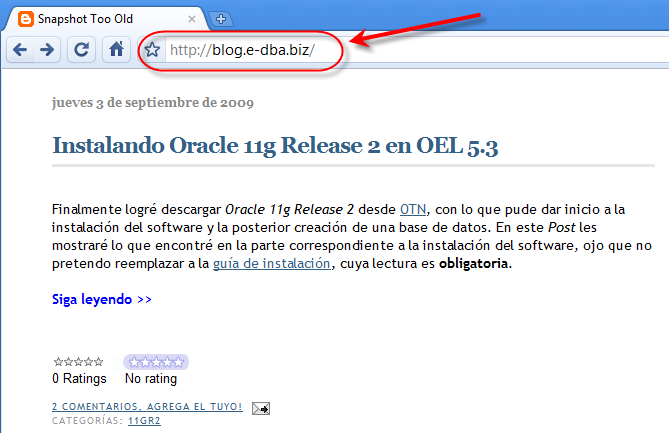 Snapshot Too Old
http://blog.e-dba.biz/
jueves 3 de septiembre de 2009
Instalando Oracle 11g Release 2 en OEL 5.3
Finalmente logré descargar Oracle 11g Release 2 desde OTN, con lo que pude dar inicio a la
instalación del software y la posterior creación de una base de datos. En este Post les
mostraré lo que encontré en la parte correspondiente a la instalación del software, ojo que no
pretendo reemplazar a la guía de instalación, cuya lectura es obligatoria.
Siga leyendo >>
0 Ratings No rating
2 COMENTARIOS, AGREGA EL TUYO!
CATEGORÍAS: 11GR2